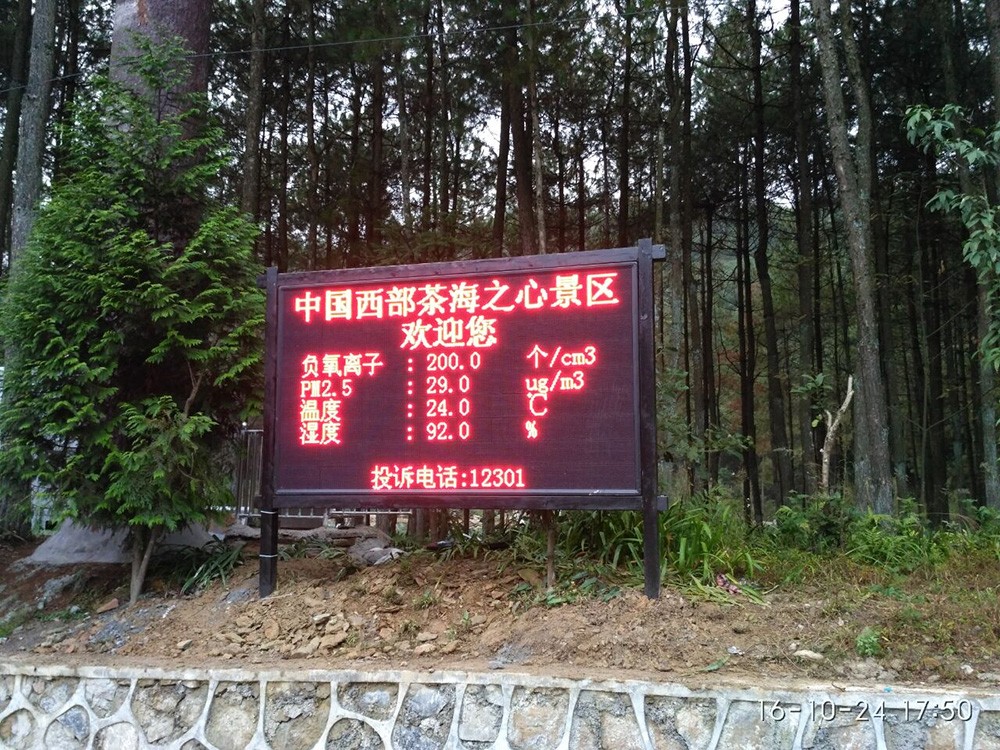 中国西部茶海之心景区
欢迎您
负氧离子 : 200.0 个/cm3
PM2.5 : 29.0 ug/m3
温度 : 24.0 ℃
湿度 : 92.0 %
投诉电话:12301
16-10-24 17:50